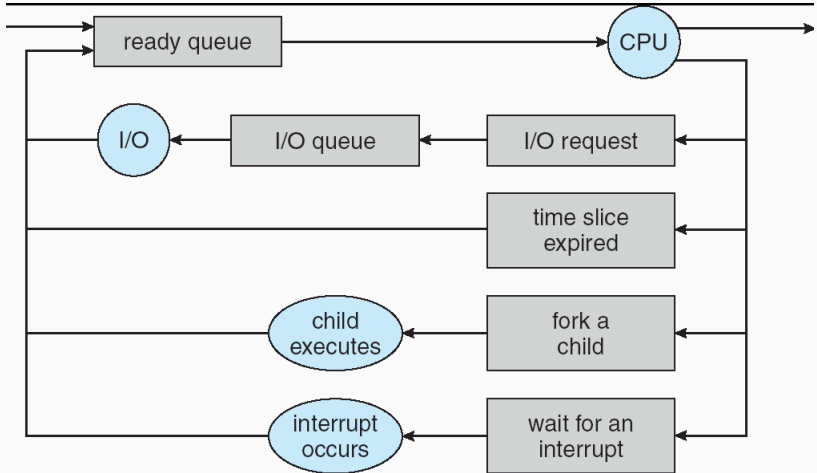 ready queue
CPU
I/O
I/O queue
I/O request
time slice
expired
child
executes
fork a
child
interrupt
occurs
wait for an
interrupt